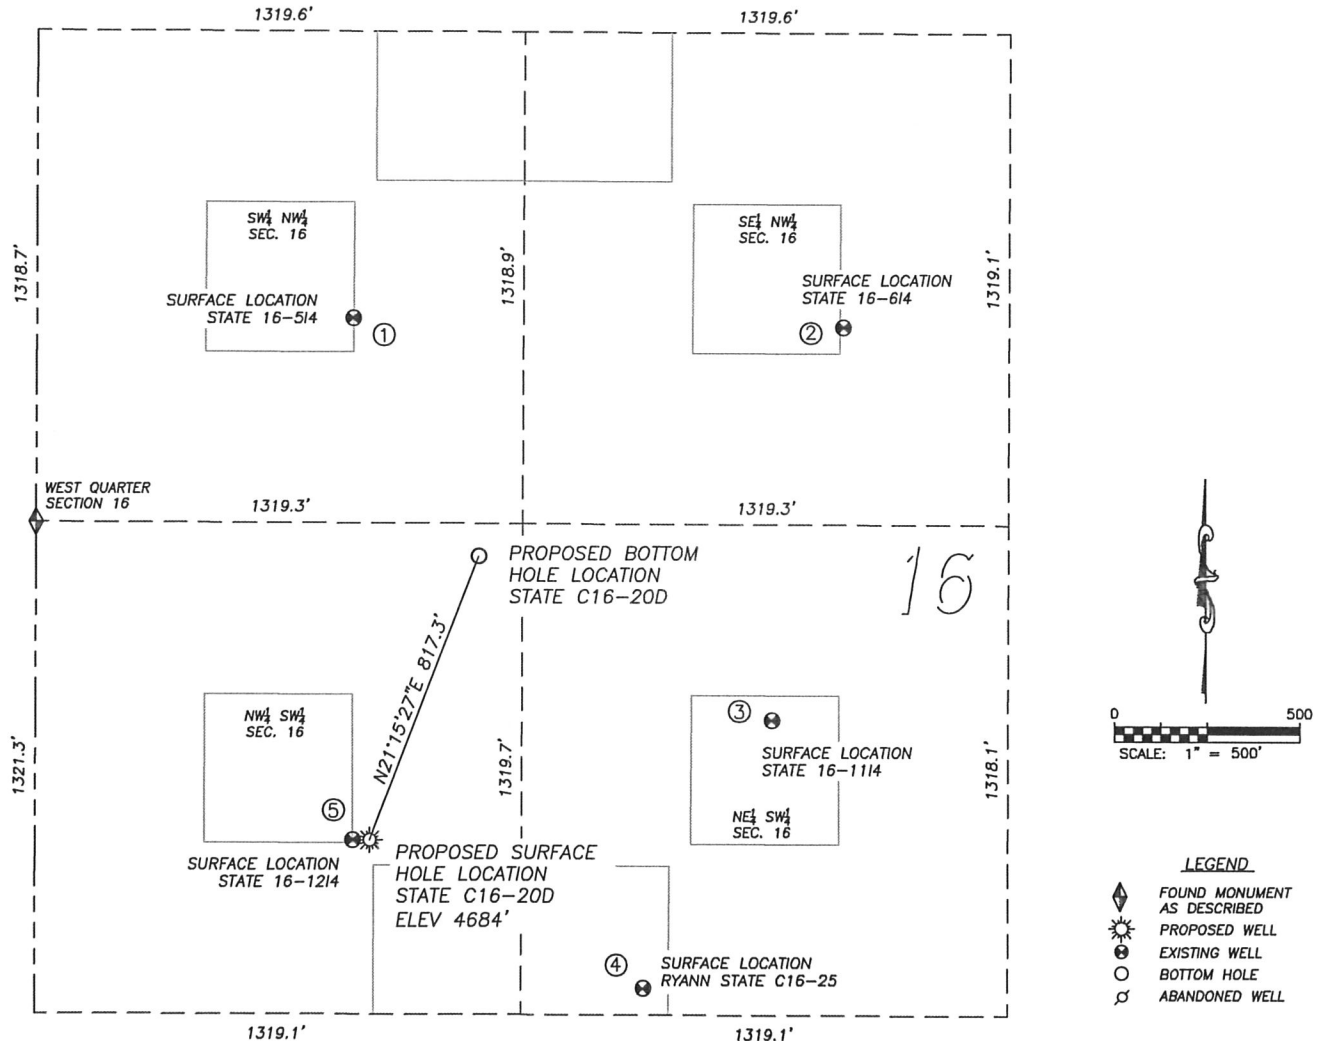 1319.6'
1319.6'
SW¼ NW¼
SEC. 16
SE¼ NW¼
SEC. 16
1318.7'
1318.9'
1319.1'
SURFACE LOCATION
STATE 16-5I4
①
SURFACE LOCATION
STATE 16-6I4
②
WEST QUARTER
SECTION 16
1319.3'
1319.3'
PROPOSED BOTTOM
HOLE LOCATION
STATE C16-20D
16
N21°15'27"E 817.3'
NW¼ SW¼
SEC. 16
1321.3'
1319.7'
1318.1'
③
SURFACE LOCATION
STATE 16-11I4
NE¼ SW¼
SEC. 16
⑤
SURFACE LOCATION
STATE 16-12I4
PROPOSED SURFACE
HOLE LOCATION
STATE C16-20D
ELEV 4684'
④
SURFACE LOCATION
RYANN STATE C16-25
1319.1'
1319.1'
0 500
SCALE: 1" = 500'
LEGEND
FOUND MONUMENT
AS DESCRIBED
PROPOSED WELL
EXISTING WELL
BOTTOM HOLE
ABANDONED WELL